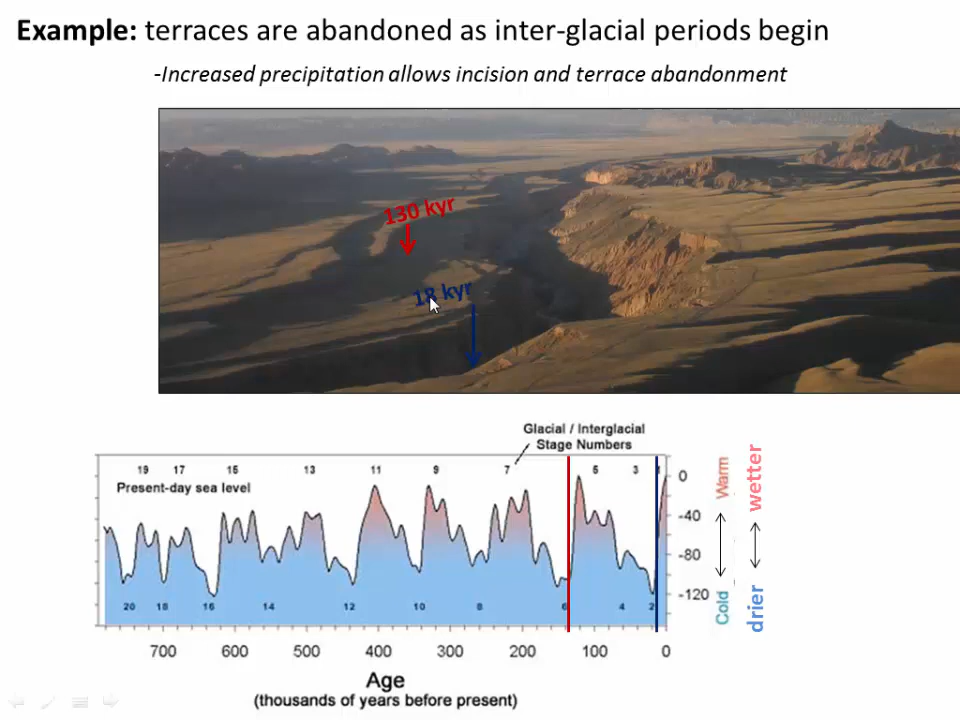 Example: terraces are abandoned as inter-glacial periods begin
-Increased precipitation allows incision and terrace abandonment
130 kyr
18 kyr
Glacial / Interglacial
Stage Numbers
19 17 15 13 11 9 7 5 3 1
Present-day sea level
20 18 16 14 12 10 8 6 4 2
0
-40
-80
-120
Warm
Cold
wetter
drier
700 600 500 400 300 200 100 0
Age
(thousands of years before present)